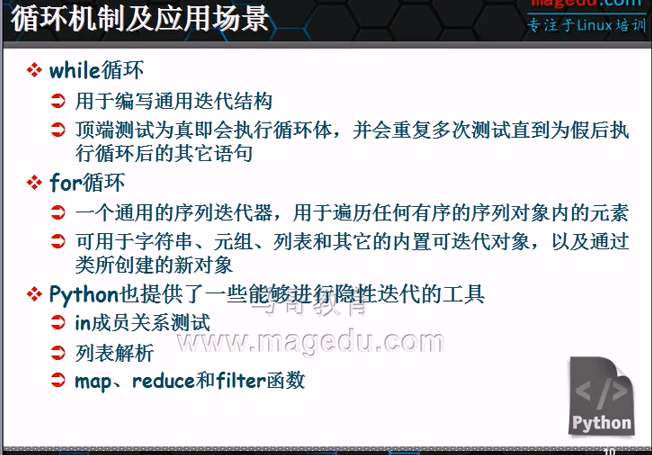 循环机制及应用场景
magedu.com
专注于Linux培训
while循环
用于编写通用迭代结构
顶端测试为真即会执行循环体，并会重复多次测试直到为假后执
行循环后的其它语句
for循环
一个通用的序列迭代器，用于遍历任何有序的序列对象内的元素
可用于字符串、元组、列表和其它的内置可迭代对象，以及通过
类所创建的新对象
Python也提供了一些能够进行隐性迭代的工具
马哥教育
in成员关系测试
www.magedu.com
列表解析
map、reduce和filter函数
</>
Python
10